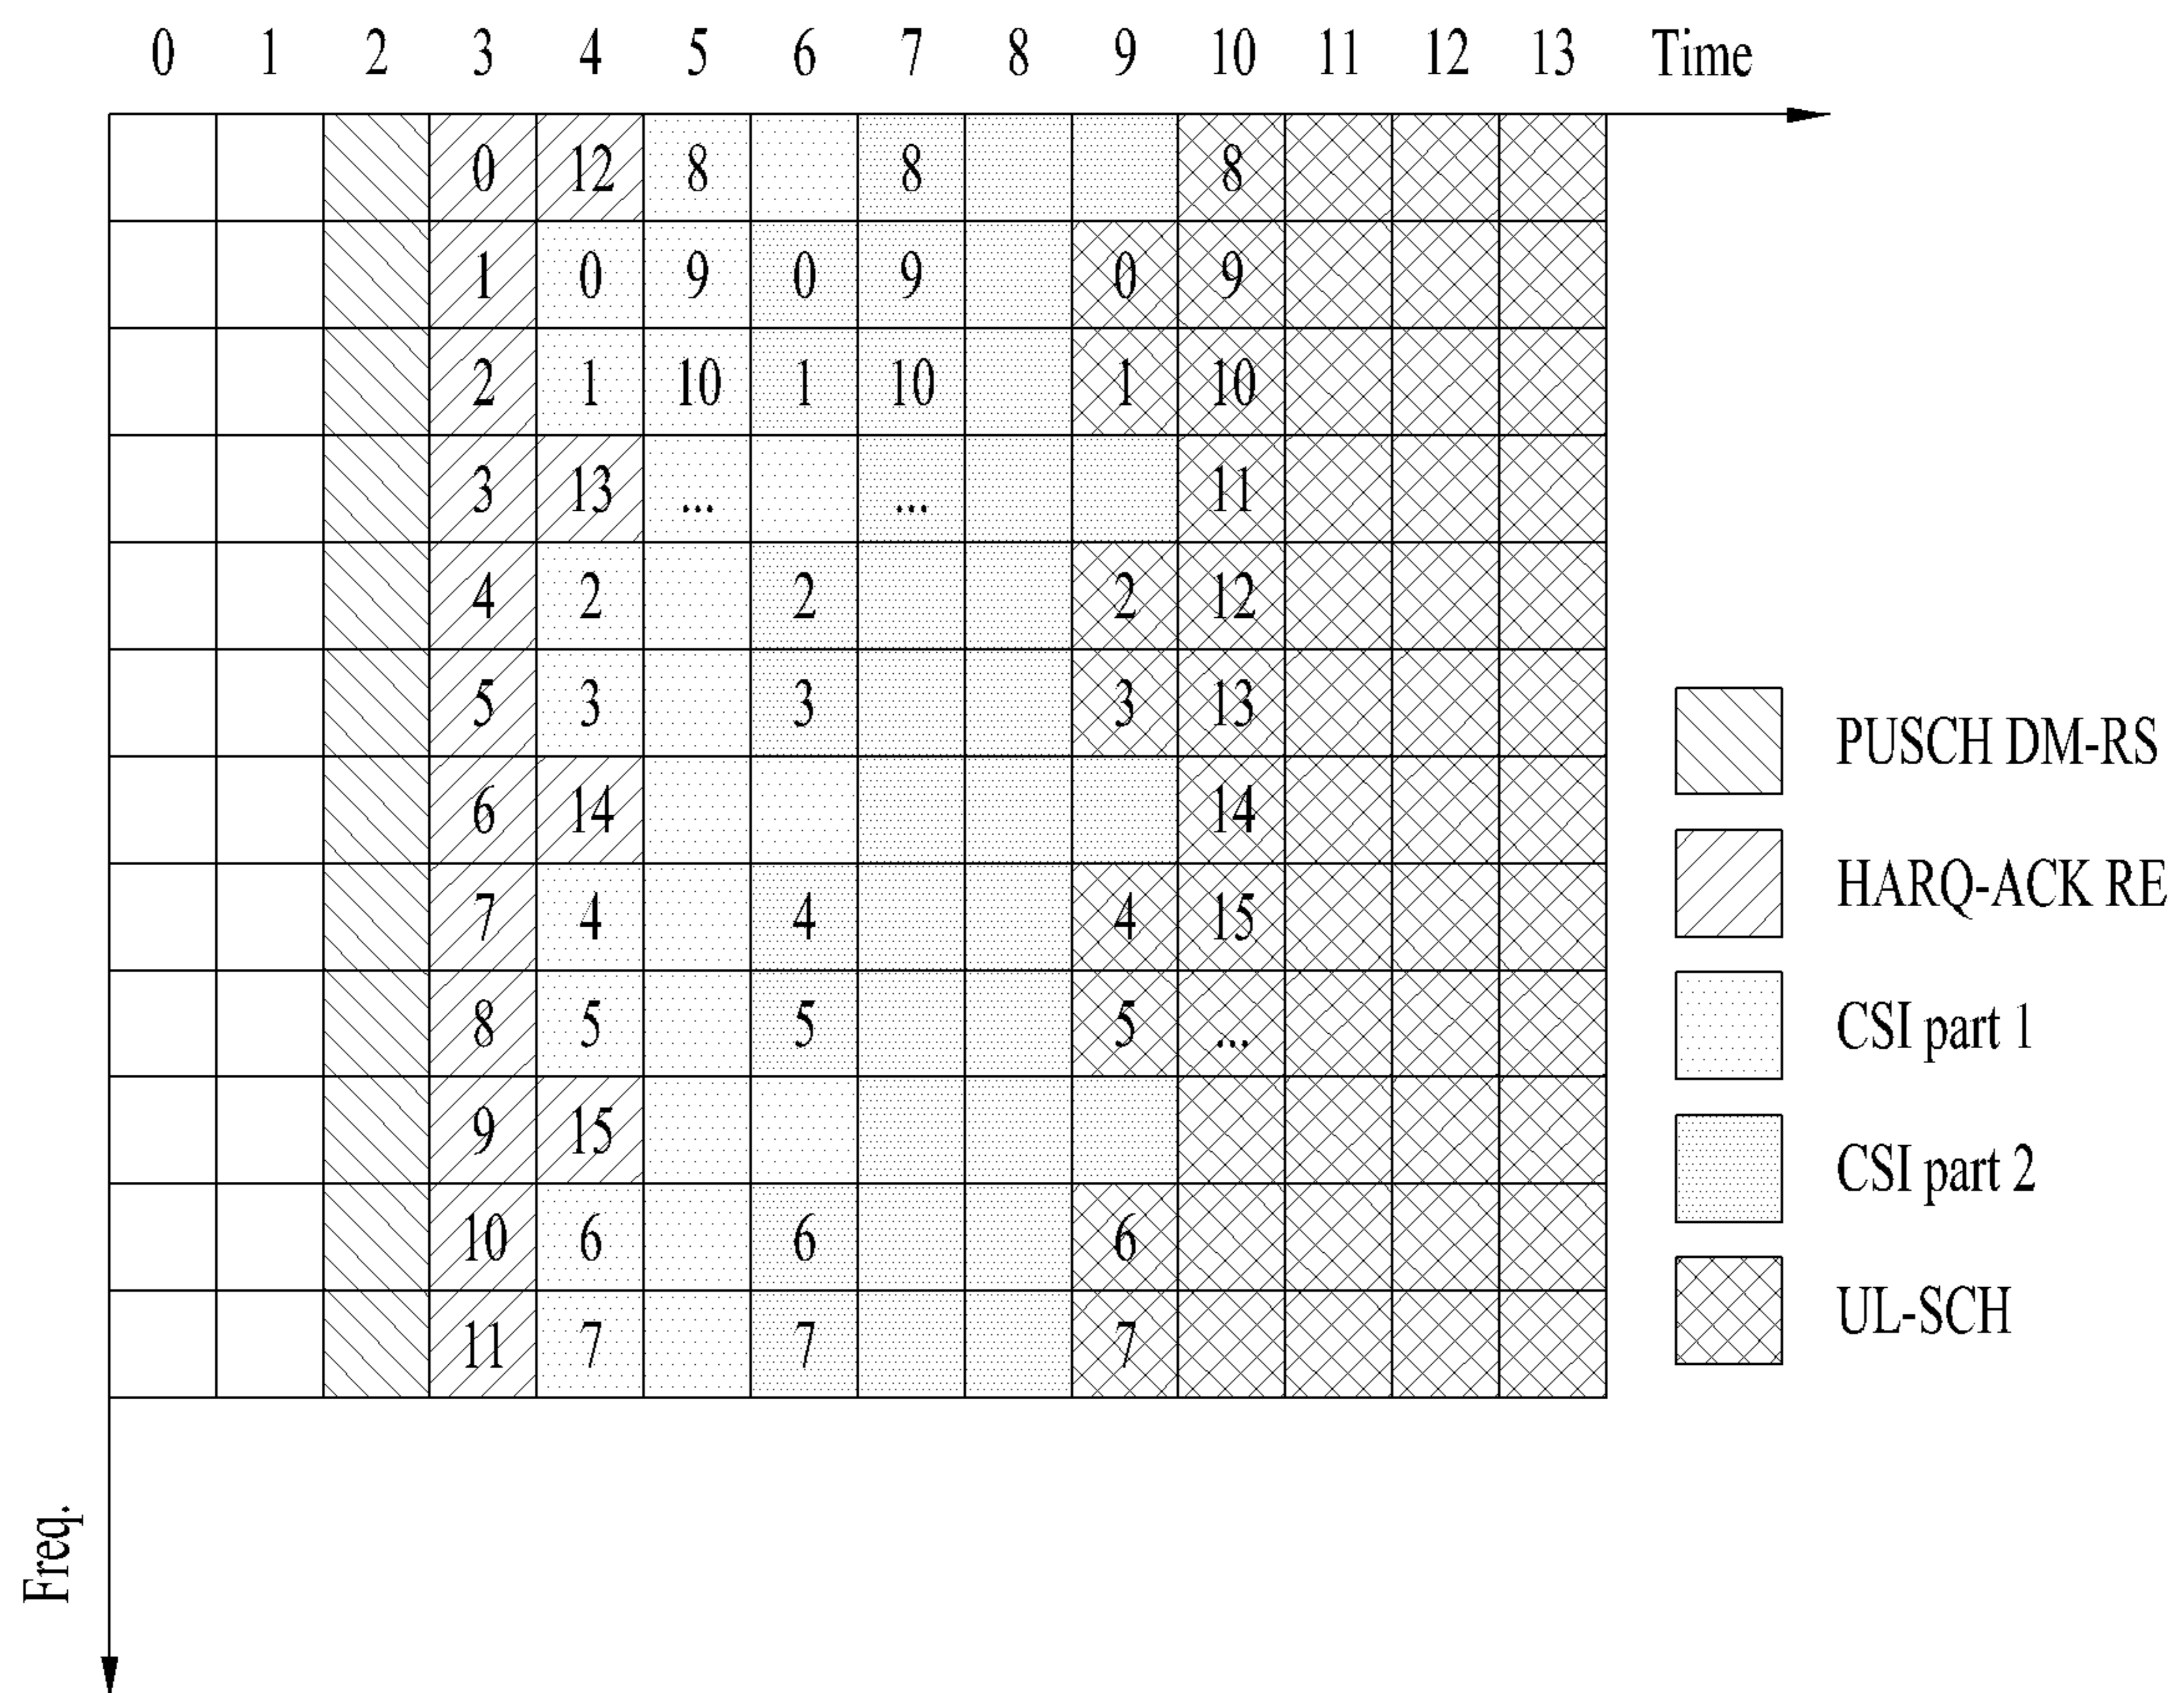 0 1 2 3 4 5 6 7 8 9 10 11 12 13 Time
0 12 8 8 8
1 0 9 0 9 0 9
2 1 10 1 10 1 10
3 13 ... ... 11
4 2 2 2 12
5 3 3 3 13
6 14 14
7 4 4 4 15
8 5 5 5 ...
9 15
10 6 6 6
11 7 7 7
PUSCH DM-RS
HARQ-ACK RE
CSI part 1
CSI part 2
UL-SCH
Freq.